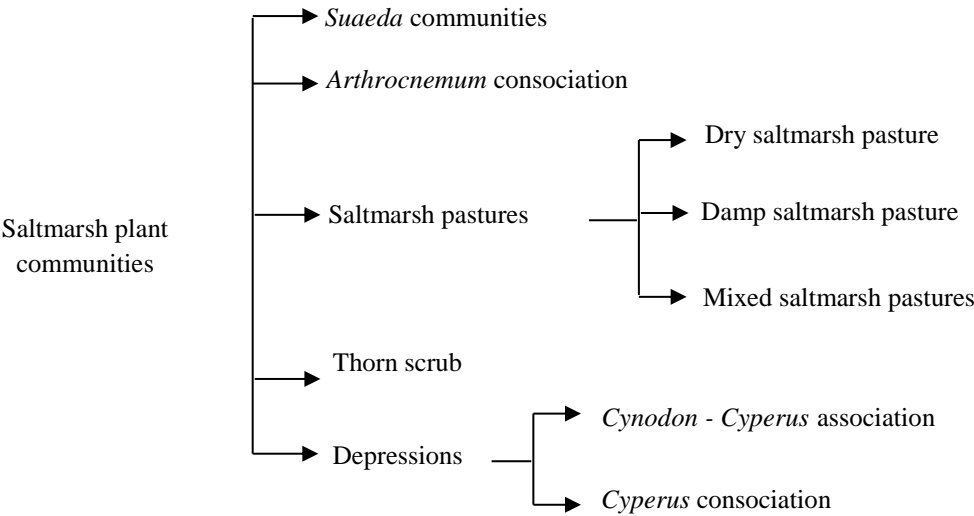 Suaeda communities
Arthrocnemum consociation
Dry saltmarsh pasture
Saltmarsh pastures
Damp saltmarsh pasture
Saltmarsh plant
communities
Mixed saltmarsh pastures
Thorn scrub
Cynodon - Cyperus association
Depressions
Cyperus consociation